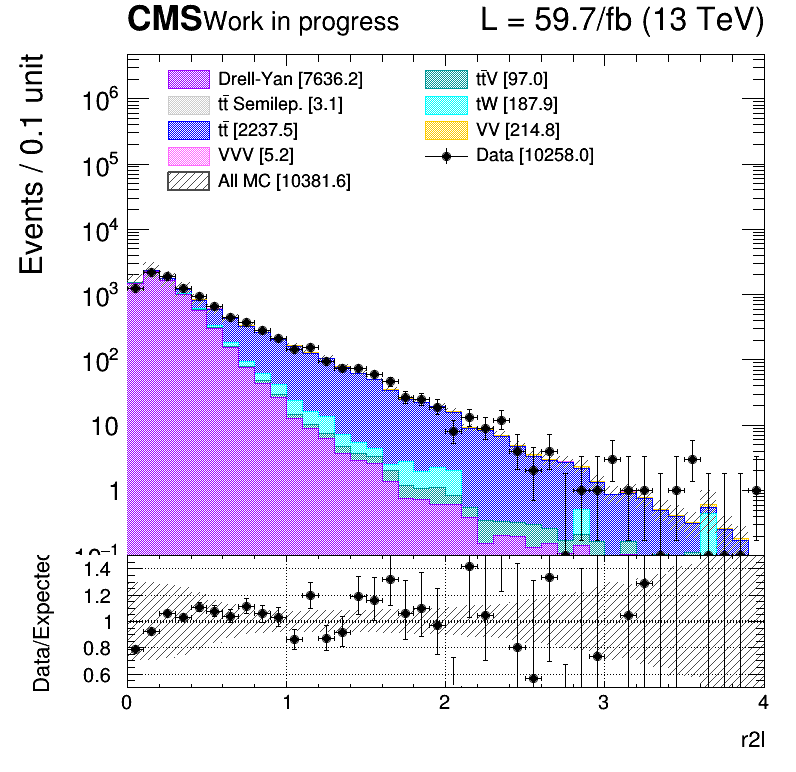 CMS Work in progress L = 59.7/fb (13 TeV)
Events / 0.1 unit
Drell-Yan [7636.2]
tt̄ Semilep. [3.1]
tt̄ [2237.5]
VVV [5.2]
All MC [10381.6]
tt̄V [97.0]
tW [187.9]
VV [214.8]
Data [10258.0]
10⁶
10⁵
10⁴
10³
10²
10
1
10⁻¹
Data/Expected
1.4
1.2
1
0.8
0.6
0 1 2 3 4
r2l